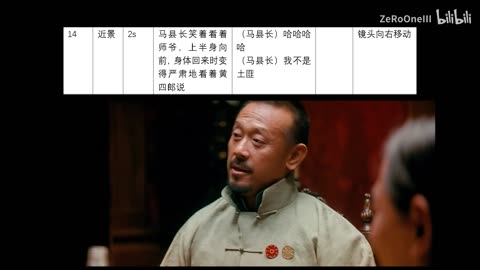 ZeRoOneIII bilibili
14 近景 2s 马县长笑着看着 （马县长）哈哈哈 镜头向右移动
师爷，上半身向 哈
前，身体回来时变 （马县长）我不是
得严肃地看着黄 土匪
四郎说